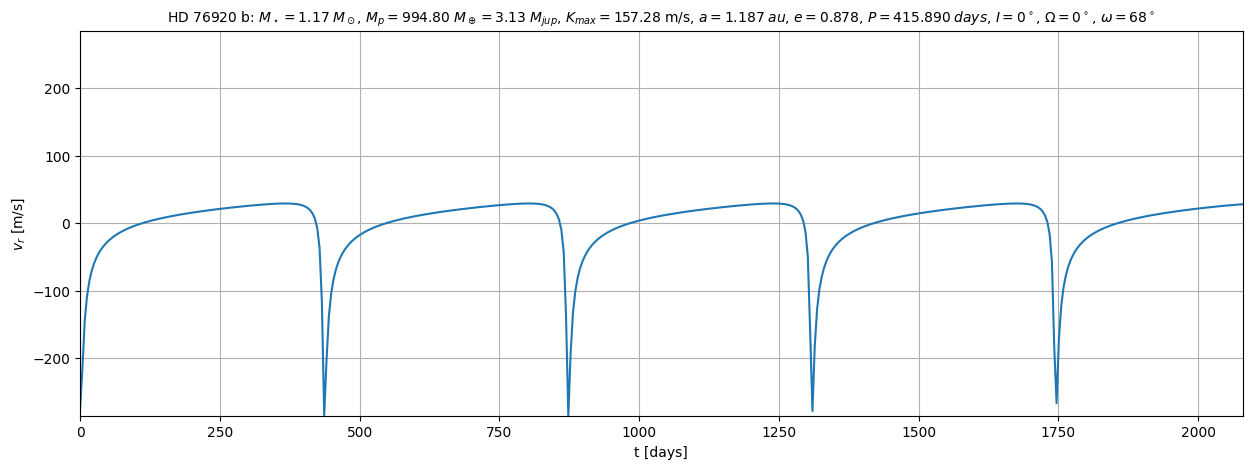 HD 76920 b: M⋆ = 1.17 M⊙, Mp = 994.80 M⊕ = 3.13 Mjup, Kmax = 157.28 m/s, a = 1.187 au, e = 0.878, P = 415.890 days, I = 0°, Ω = 0°, ω = 68°
200
100
0
−100
−200
vr [m/s]
0 250 500 750 1000 1250 1500 1750 2000
t [days]